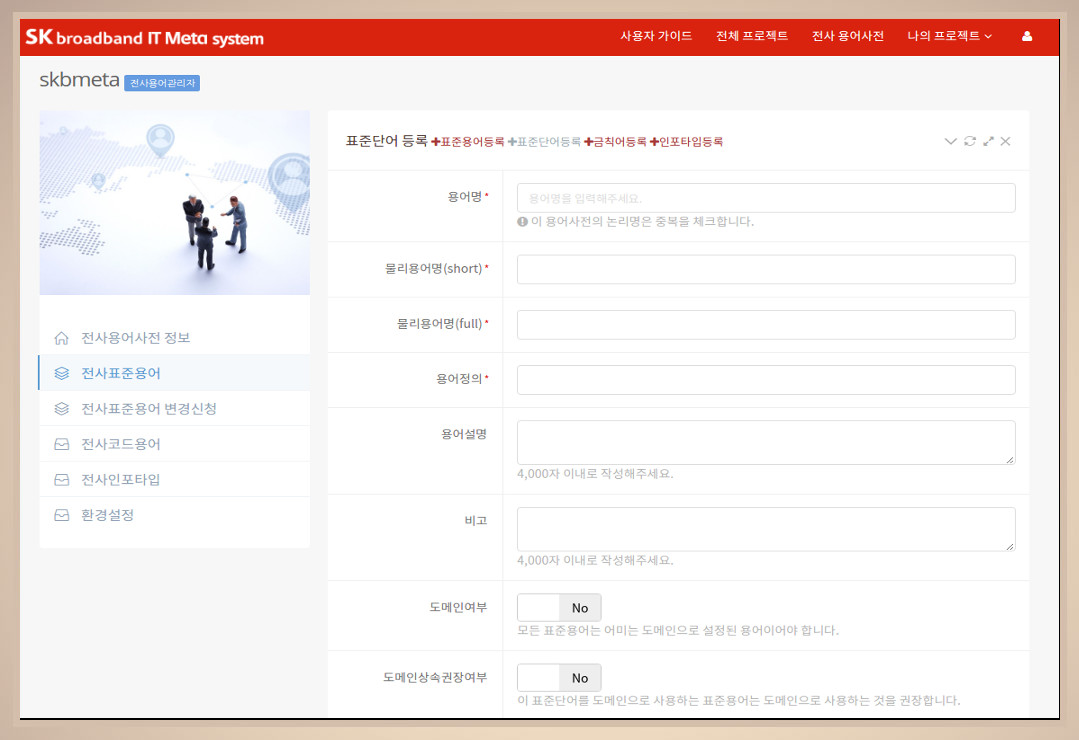 SK broadband IT Meta system
사용자 가이드 전체 프로젝트 전사 용어사전 나의 프로젝트
skbmeta 전사용어관리자
전사용어사전 정보
전사표준용어
전사표준용어 변경신청
전사코드용어
전사인포타입
환경설정
표준단어 등록 +표준용어등록 +표준단어등록 +금칙어등록 +인포타입등록
용어명 *
용어명을 입력해주세요.
이 용어사전의 논리명은 중복을 체크합니다.
물리용어명(short) *
물리용어명(full) *
용어정의 *
용어설명
4,000자 이내로 작성해주세요.
비고
4,000자 이내로 작성해주세요.
도메인여부
No
모든 표준용어는 어미는 도메인으로 설정된 용어이어야 합니다.
도메인상속권장여부
No
이 표준단어를 도메인으로 사용하는 표준용어는 도메인으로 사용하는 것을 권장합니다.